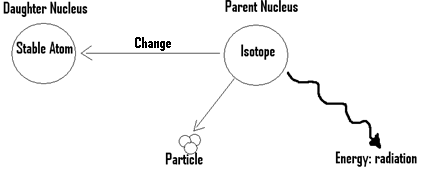 Daughter Nucleus
Parent Nucleus
Stable Atom
Change
Isotope
Particle
Energy: radiation